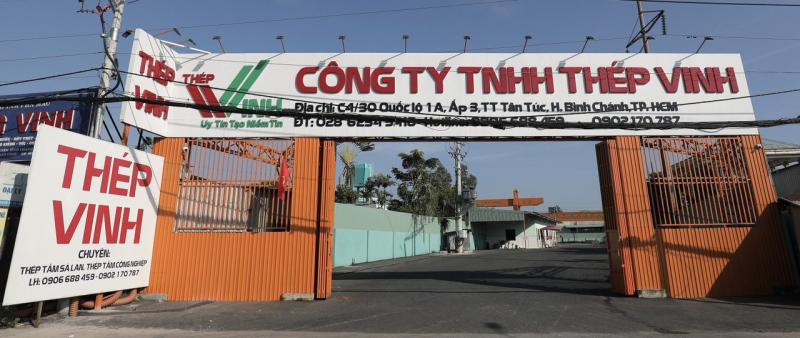 THÉP VINH
THÉP
VINH
Uy Tín Tạo Niềm Tin
CÔNG TY TNHH THÉP VINH
Địa chỉ: C4/30 Quốc lộ 1A, Ấp 3, TT Tân Túc, H. Bình Chánh, TP. HCM
0902 170 787
THÉP
VINH
CHUYÊN:
THÉP TẤM SA LAN, THÉP TẤM CÔNG NGHIỆP
LH: 0906 688 459 - 0902 170 787
VINH